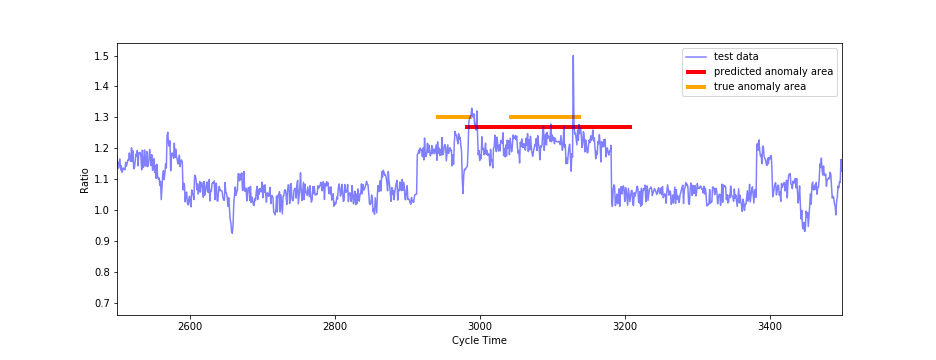 1.5
1.4
1.3
1.2
1.1
1.0
0.9
0.8
0.7
Ratio
test data
predicted anomaly area
true anomaly area
2600 2800 3000 3200 3400
Cycle Time